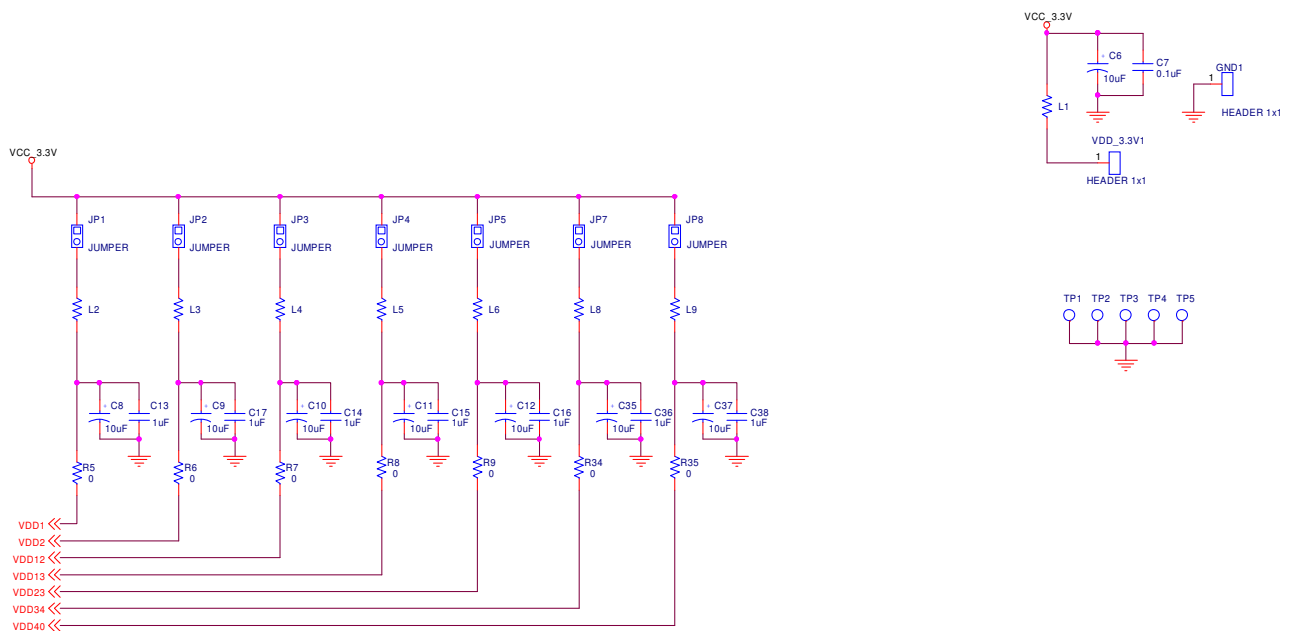 VCC_3.3V
C6
10uF
C7
0.1uF
GND1
1
HEADER 1x1
L1
VDD_3.3V1
1
HEADER 1x1
VCC_3.3V
JP1
JUMPER
JP2
JUMPER
JP3
JUMPER
JP4
JUMPER
JP5
JUMPER
JP7
JUMPER
JP8
JUMPER
L2
L3
L4
L5
L6
L8
L9
TP1
TP2
TP3
TP4
TP5
C8
10uF
C13
1uF
C9
10uF
C17
1uF
C10
10uF
C14
1uF
C11
10uF
C15
1uF
C12
10uF
C16
1uF
C35
10uF
C36
1uF
C37
10uF
C38
1uF
R5
0
R6
0
R7
0
R8
0
R9
0
R34
0
R35
0
VDD1
VDD2
VDD12
VDD13
VDD23
VDD34
VDD40